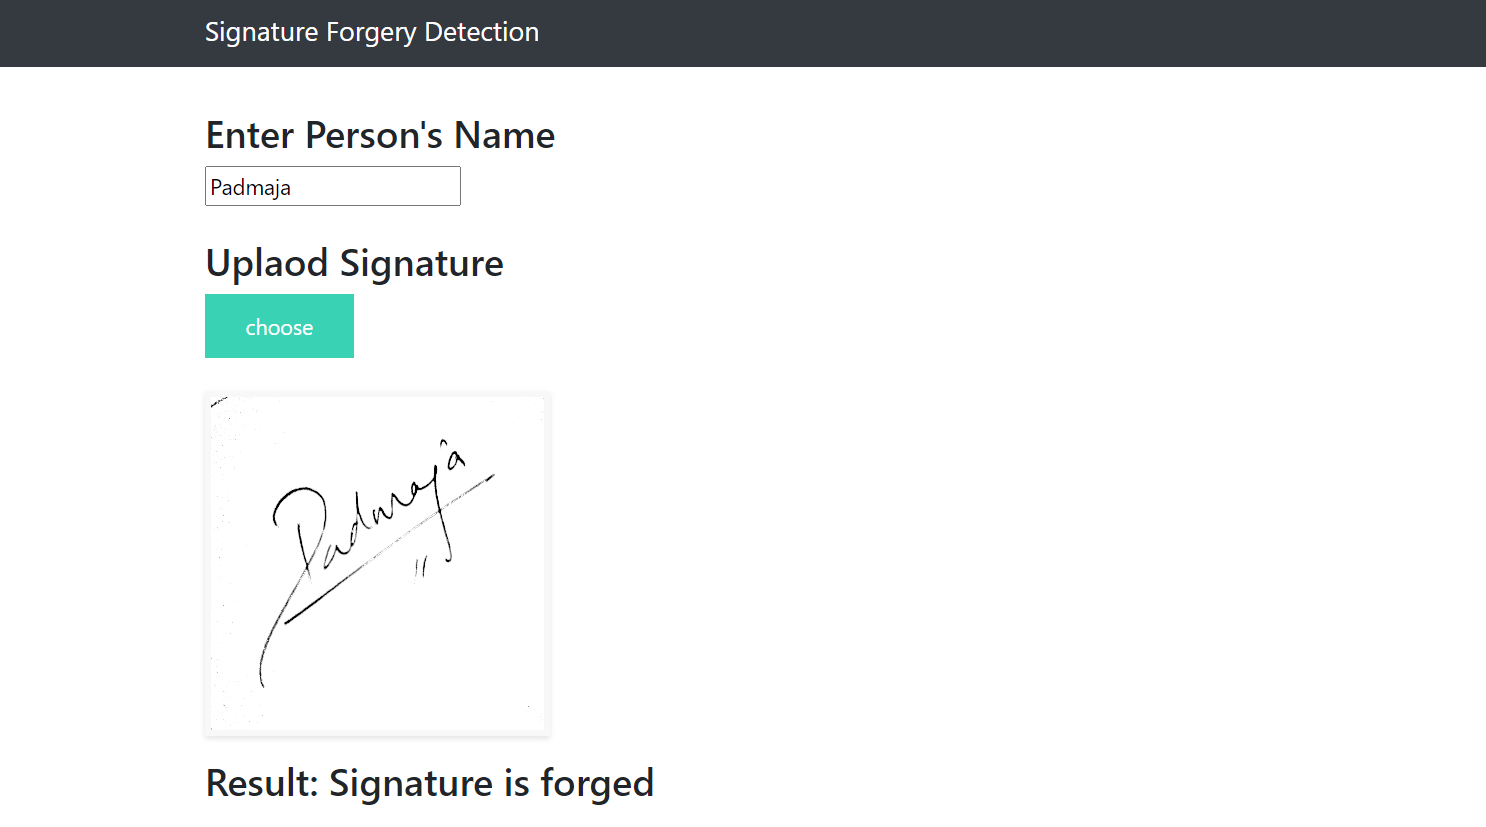 Signature Forgery Detection
Enter Person's Name
Padmaja
Uplaod Signature
choose
Padmaja
Result: Signature is forged